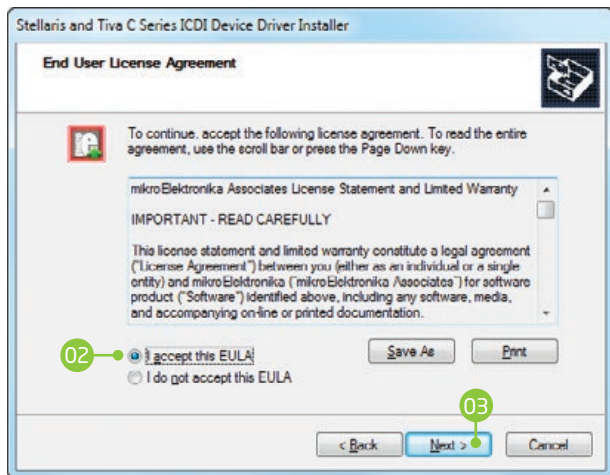 Stellaris and Tiva C Series ICDI Device Driver Installer
End User License Agreement
To continue, accept the following license agreement. To read the entire
agreement, use the scroll bar or press the Page Down key.
mikroElektronika Associates License Statement and Limited Warranty
IMPORTANT - READ CAREFULLY
This license statement and limited warranty constitute a legal agreement
("License Agreement") between you (either as an individual or a single
entity) and mikroElektronika ("mikroElektronika Associates") for software
product ("Software") identified above, including any software, media,
and accompanying on-line or printed documentation.
02
I accept this EULA
Save As
Print
I do not accept this EULA
03
< Back
Next >
Cancel